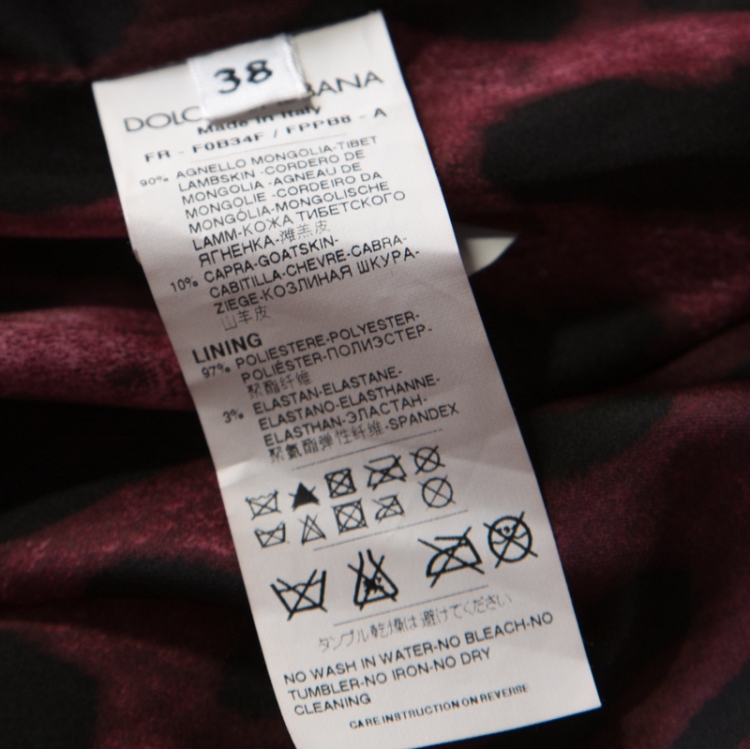 38
DOLC BANA
Made in Italy
FR - F0B34F / FPPB8 - A
90% AGNELLO MONGOLIA-TIBET
LAMBSKIN -CORDERO DE
MONGOLIA -AGNEAU DE
MONGOLIE -CORDEIRO DA
MONGÓLIA-MONGOLISCHE
LAMM-КОЖА ТИБЕТСКОГО
ЯГНЕНКА-滩羔皮
10% CAPRA-GOATSKIN-
CABITILLA-CHEVRE-CABRA-
ZIEGE-КОЗЛИНАЯ ШКУРА-
山羊皮
LINING
97% POLIESTERE-POLYESTER-
POLIÉSTER-ПОЛИЭСТЕР-
聚酯纤维
3% ELASTAN-ELASTANE-
ELASTANO-ELASTHANNE-
ELASTHAN-ЭЛАСТАН-
聚氨酯弹性纤维-SPANDEX
タンブル乾燥は避けてください
NO WASH IN WATER-NO BLEACH-NO
TUMBLER-NO IRON-NO DRY
CLEANING
CARE INSTRUCTION ON REVERSE